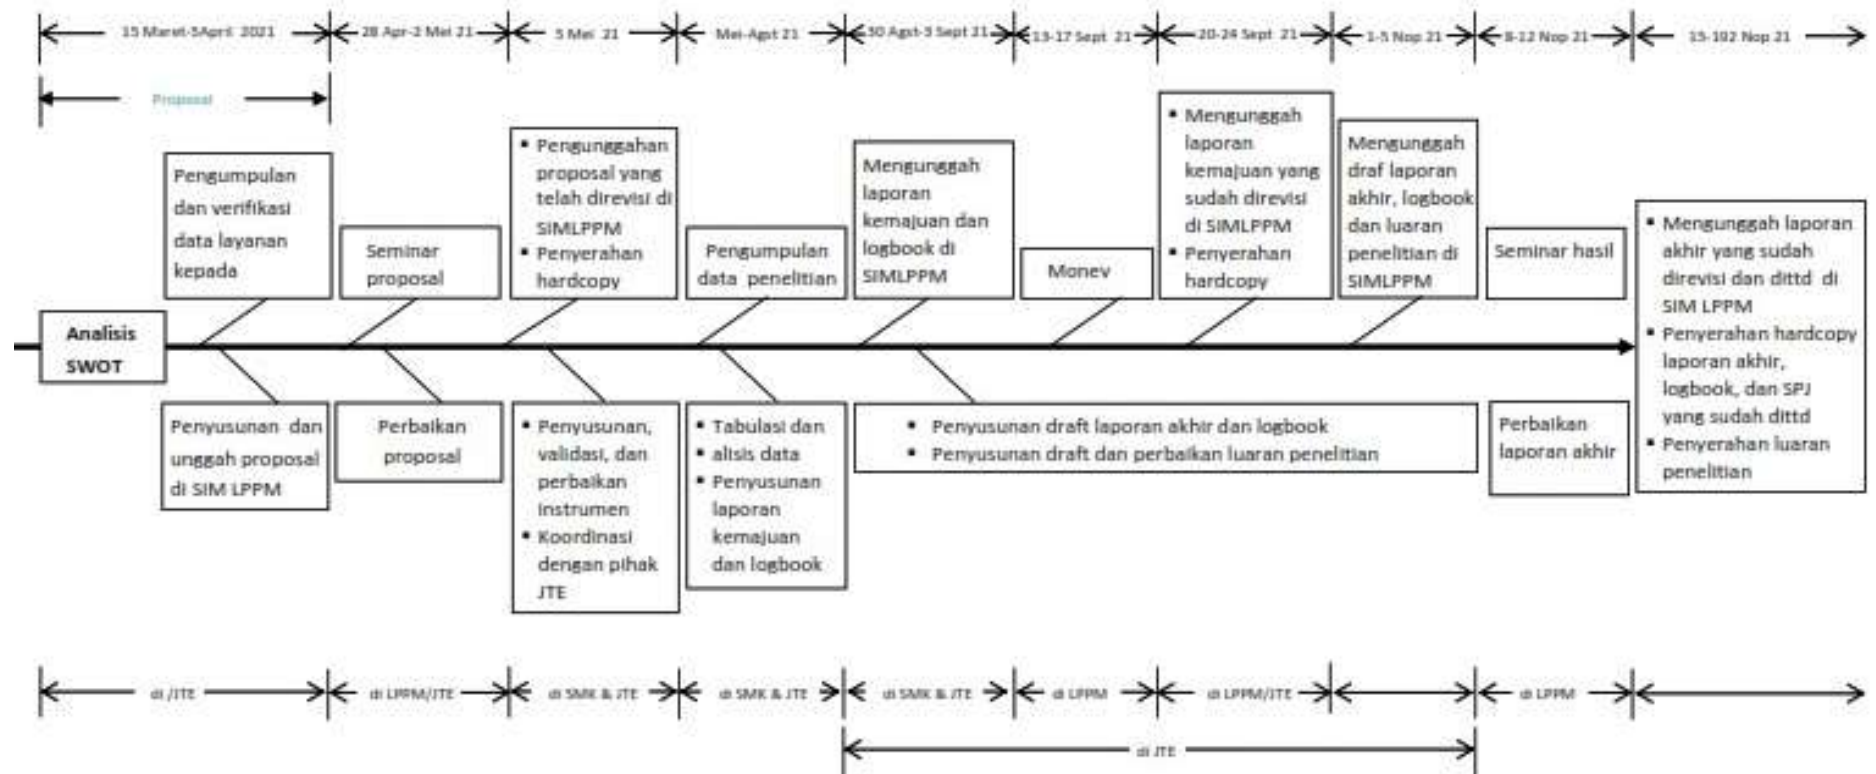 15 Maret-5April 2021
28 Apr-2 Mei 21
5 Mei 21
Mei-Agst 21
30 Agst-3 Sept 21
13-17 Sept 21
20-24 Sept 21
1-5 Nop 21
8-12 Nop 21
15-192 Nop 21
Proposal
Pengumpulan
dan verifikasi
data layanan
kepada
Seminar
proposal
▪ Pengunggahan
proposal yang
telah direvisi di
SIMLPPM
▪ Penyerahan
hardcopy
Pengumpulan
data penelitian
Mengunggah
laporan
kemajuan dan
logbook di
SIMLPPM
Monev
▪ Mengunggah
laporan
kemajuan yang
sudah direvisi
di SIMLPPM
▪ Penyerahan
hardcopy
Mengunggah
draf laporan
akhir, logbook
dan luaran
penelitian di
SIMLPPM
Seminar hasil
▪ Mengunggah laporan
akhir yang sudah
direvisi dan dittd di
SIM LPPM
▪ Penyerahan hardcopy
laporan akhir,
logbook, dan SPJ
yang sudah dittd
▪ Penyerahan luaran
penelitian
Analisis
SWOT
Penyusunan dan
unggah proposal
di SIM LPPM
Perbaikan
proposal
▪ Penyusunan,
validasi, dan
perbaikan
instrumen
▪ Koordinasi
dengan pihak
JTE
▪ Tabulasi dan
▪ alisis data
▪ Penyusunan
laporan
kemajuan
dan logbook
▪ Penyusunan draft laporan akhir dan logbook
▪ Penyusunan draft dan perbaikan luaran penelitian
Perbaikan
laporan akhir
di /JTE
di LPPM/JTE
di SMK & JTE
di SMK & JTE
di SMK & JTE
di LPPM
di LPPM/JTE
di LPPM
di JTE